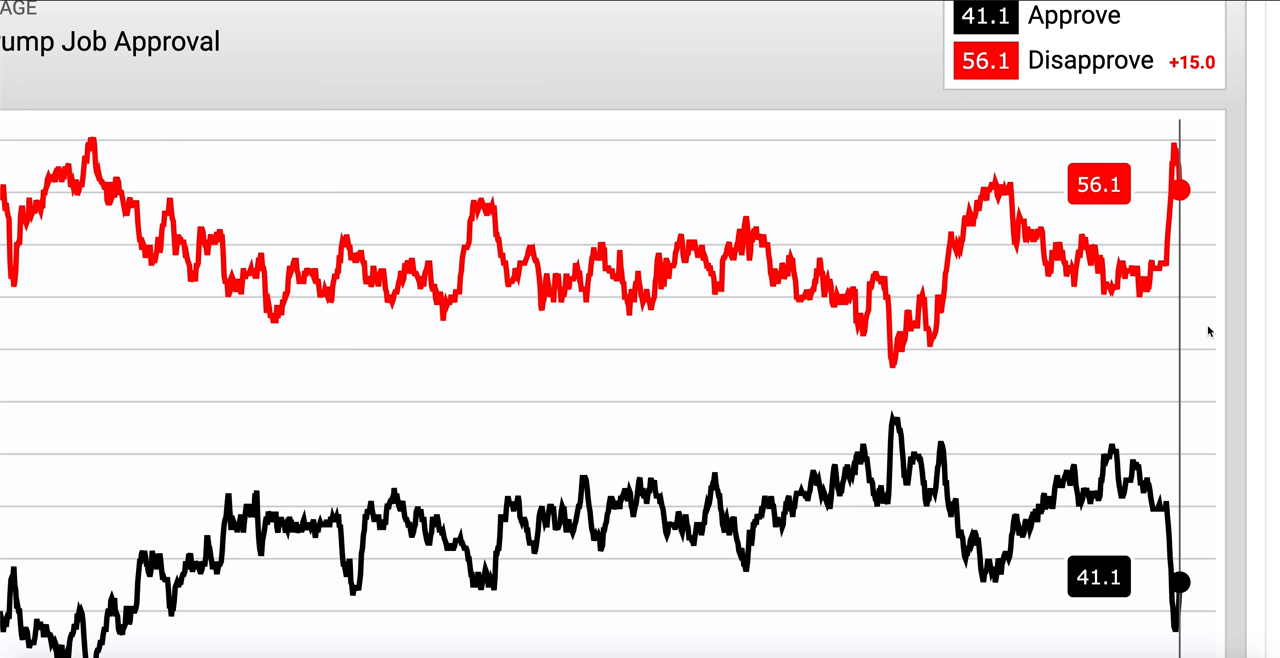 AGE
ump Job Approval
41.1 Approve
56.1 Disapprove +15.0
56.1
41.1